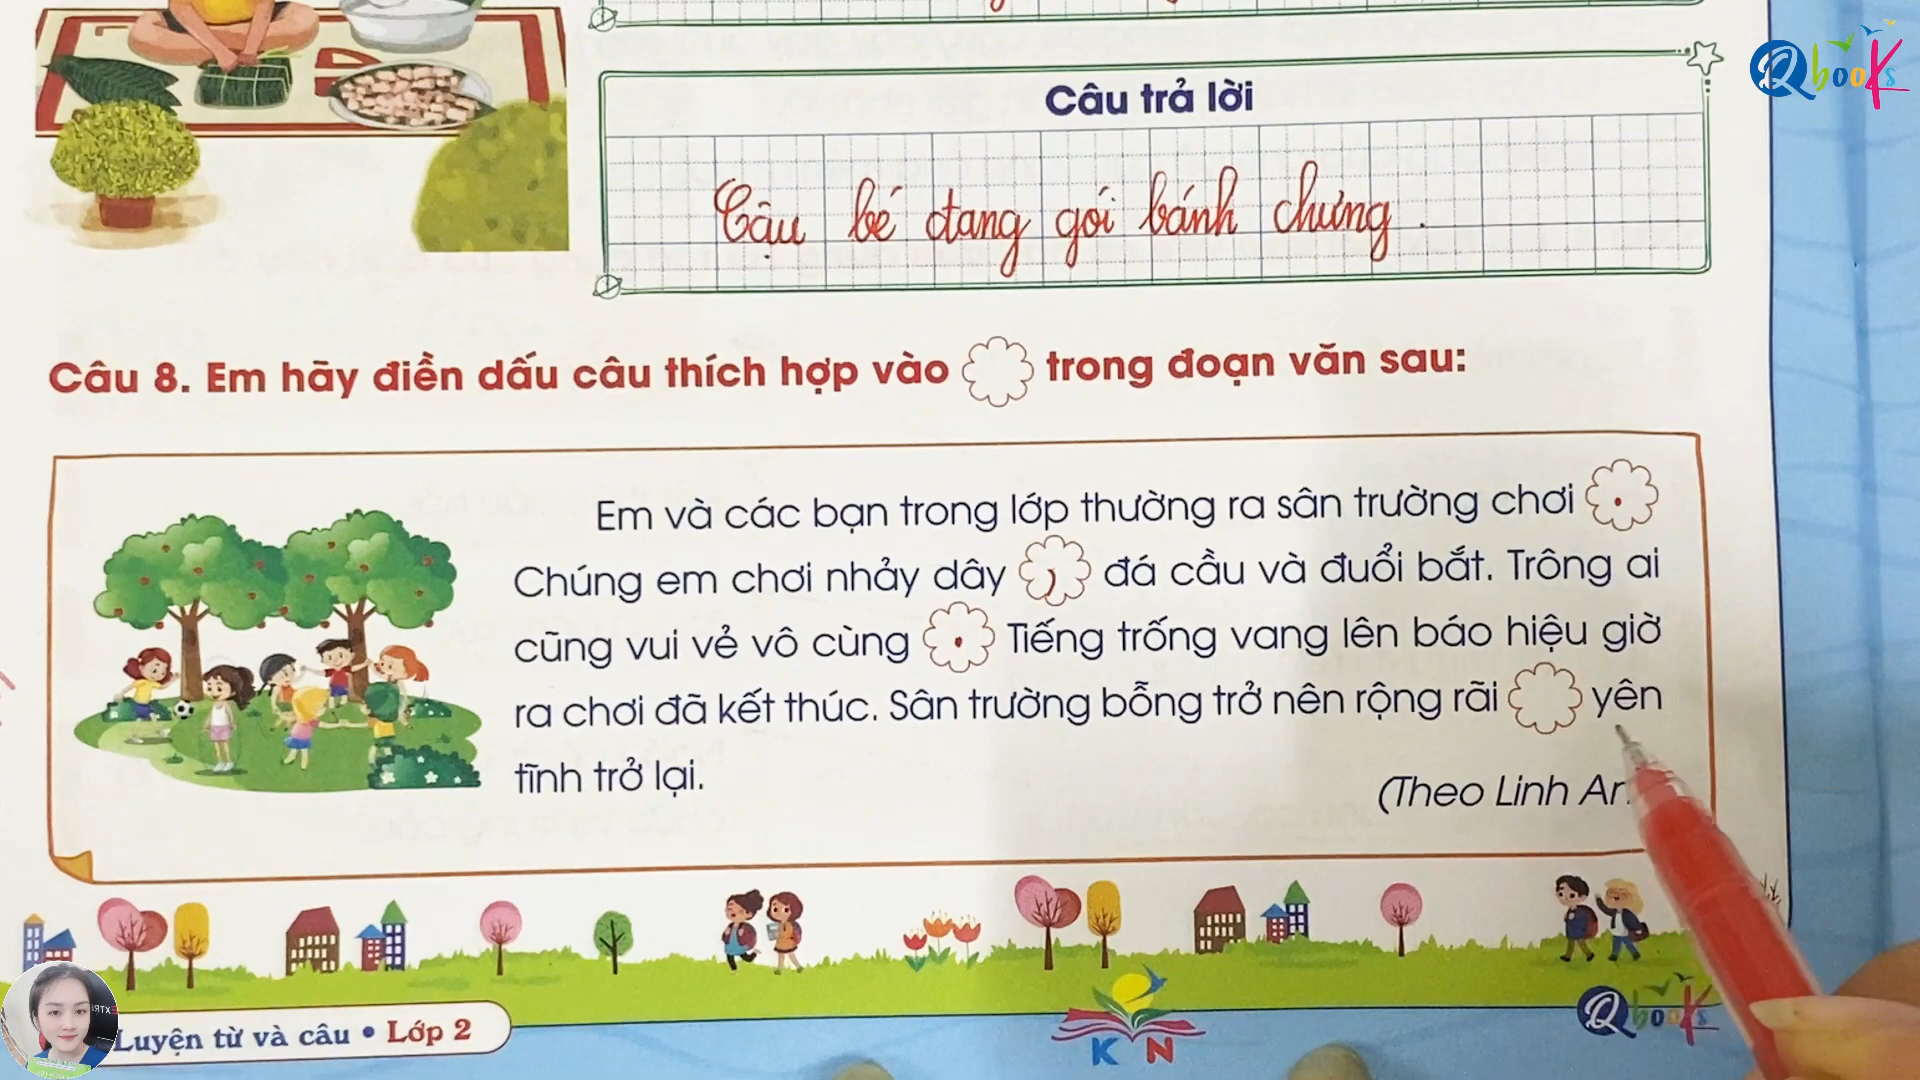 Qbooks
Câu trả lời
Cậu bé đang gói bánh chưng.
Câu 8. Em hãy điền dấu câu thích hợp vào trong đoạn văn sau:
Em và các bạn trong lớp thường ra sân trường chơi .
Chúng em chơi nhảy dây , đá cầu và đuổi bắt. Trông ai
cũng vui vẻ vô cùng . Tiếng trống vang lên báo hiệu giờ
ra chơi đã kết thúc. Sân trường bỗng trở nên rộng rãi yên
tĩnh trở lại.
(Theo Linh
Luyện từ và câu • Lớp 2
KN
Qbooks